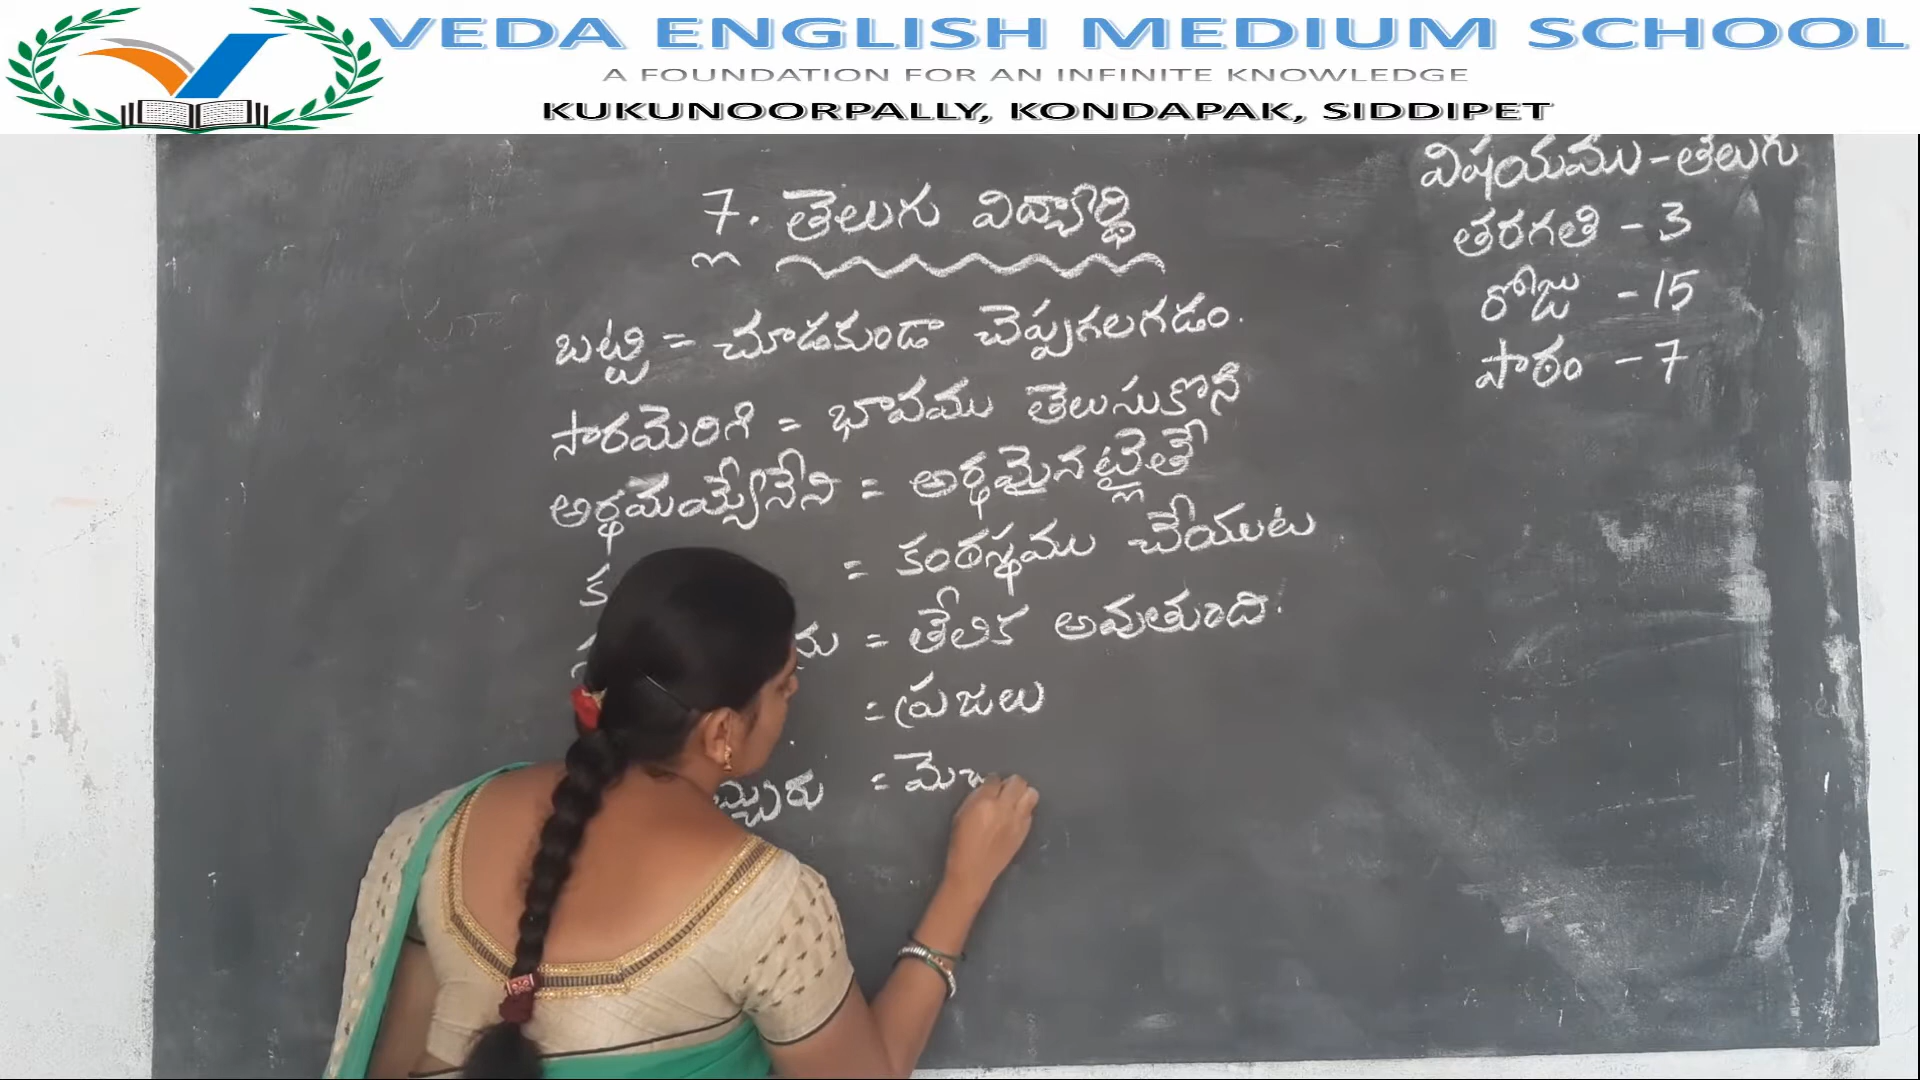 VEDA ENGLISH MEDIUM SCHOOL
A FOUNDATION FOR AN INFINITE KNOWLEDGE
KUKUNOORPALLY, KONDAPAK, SIDDIPET
విషయము - తెలుగు
తరగతి - 3
రోజు - 15
పాఠం - 7
7. తెలుగు విద్యార్థి
బట్టి = చూడకుండా చెప్పగలగడం.
సారమెరిగి = భావము తెలుసుకొని
అర్థమయ్యేనేని = అర్థమైనట్లైతే
= కంఠస్థము చేయుట
= తేలిక అవుతుంది.
= ప్రజలు